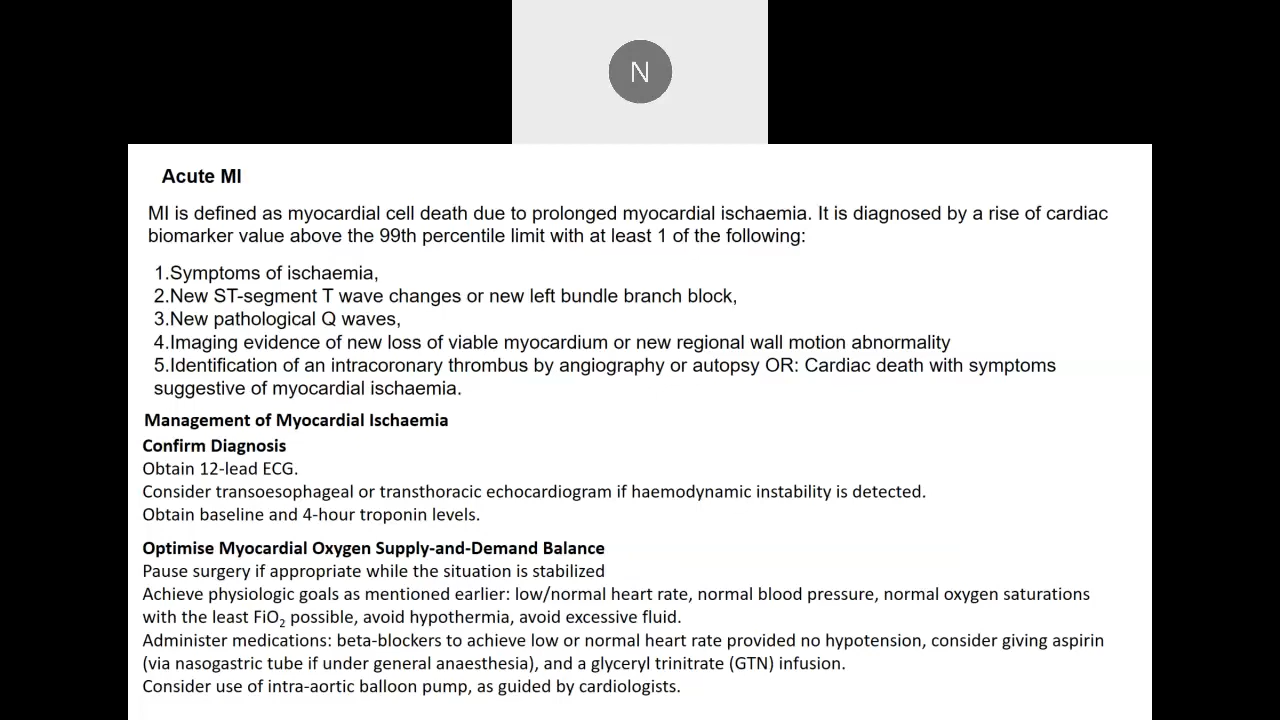 N
Acute MI
MI is defined as myocardial cell death due to prolonged myocardial ischaemia. It is diagnosed by a rise of cardiac
biomarker value above the 99th percentile limit with at least 1 of the following:
1.Symptoms of ischaemia,
2.New ST-segment T wave changes or new left bundle branch block,
3.New pathological Q waves,
4.Imaging evidence of new loss of viable myocardium or new regional wall motion abnormality
5.Identification of an intracoronary thrombus by angiography or autopsy OR: Cardiac death with symptoms
suggestive of myocardial ischaemia.
Management of Myocardial Ischaemia
Confirm Diagnosis
Obtain 12-lead ECG.
Consider transoesophageal or transthoracic echocardiogram if haemodynamic instability is detected.
Obtain baseline and 4-hour troponin levels.
Optimise Myocardial Oxygen Supply-and-Demand Balance
Pause surgery if appropriate while the situation is stabilized
Achieve physiologic goals as mentioned earlier: low/normal heart rate, normal blood pressure, normal oxygen saturations
with the least FiO₂ possible, avoid hypothermia, avoid excessive fluid.
Administer medications: beta-blockers to achieve low or normal heart rate provided no hypotension, consider giving aspirin
(via nasogastric tube if under general anaesthesia), and a glyceryl trinitrate (GTN) infusion.
Consider use of intra-aortic balloon pump, as guided by cardiologists.